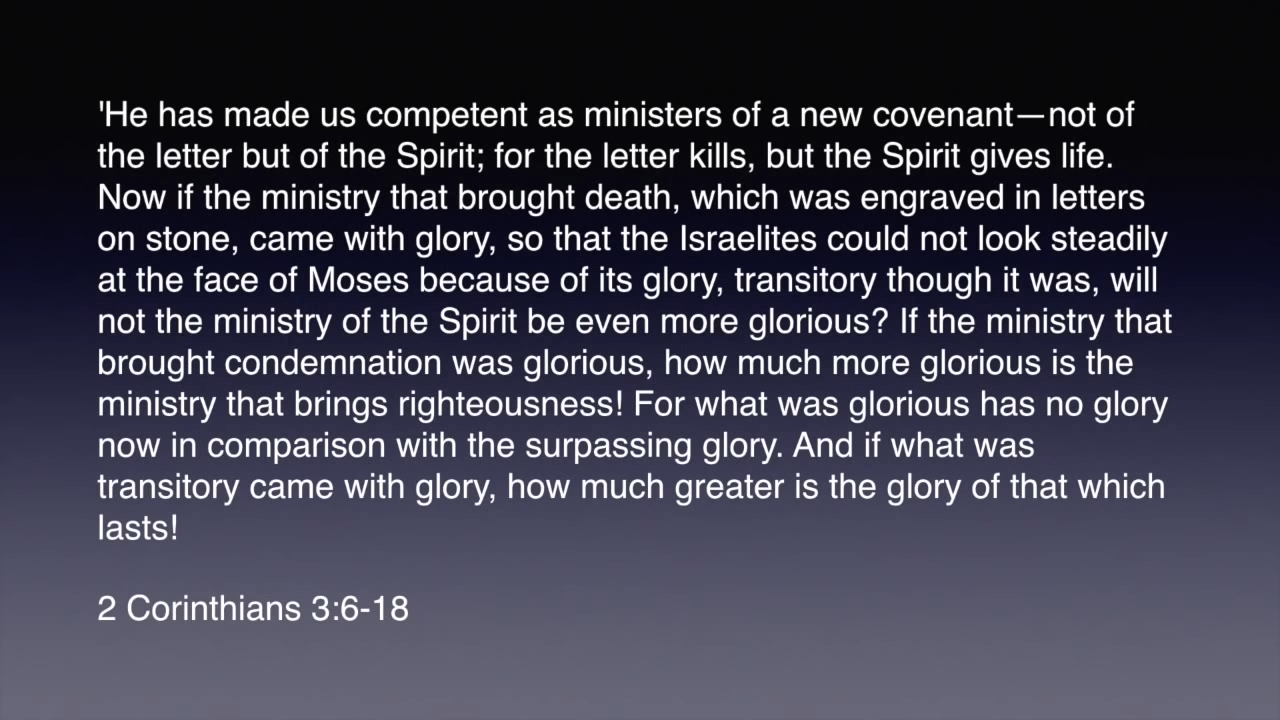 'He has made us competent as ministers of a new covenant—not of
the letter but of the Spirit; for the letter kills, but the Spirit gives life.
Now if the ministry that brought death, which was engraved in letters
on stone, came with glory, so that the Israelites could not look steadily
at the face of Moses because of its glory, transitory though it was, will
not the ministry of the Spirit be even more glorious? If the ministry that
brought condemnation was glorious, how much more glorious is the
ministry that brings righteousness! For what was glorious has no glory
now in comparison with the surpassing glory. And if what was
transitory came with glory, how much greater is the glory of that which
lasts!
2 Corinthians 3:6-18